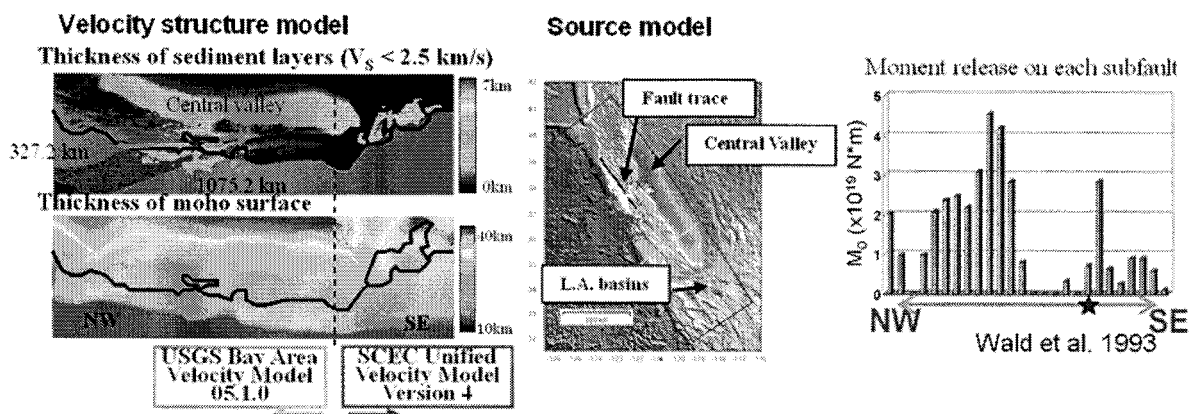 Velocity structure model
Thickness of sediment layers (V_S < 2.5 km/s)
Central valley
327.2 km
1075.2 km
7km
0km
Thickness of moho surface
NW
SE
40km
10km
USGS Bay Area
Velocity Model
05.1.0
SCEC Unified
Velocity Model
Version 4
Source model
Fault trace
Central Valley
L.A. basins
Moment release on each subfault
M_o (×10^19 N*m)
5
4
3
2
1
0
NW
SE
Wald et al. 1993